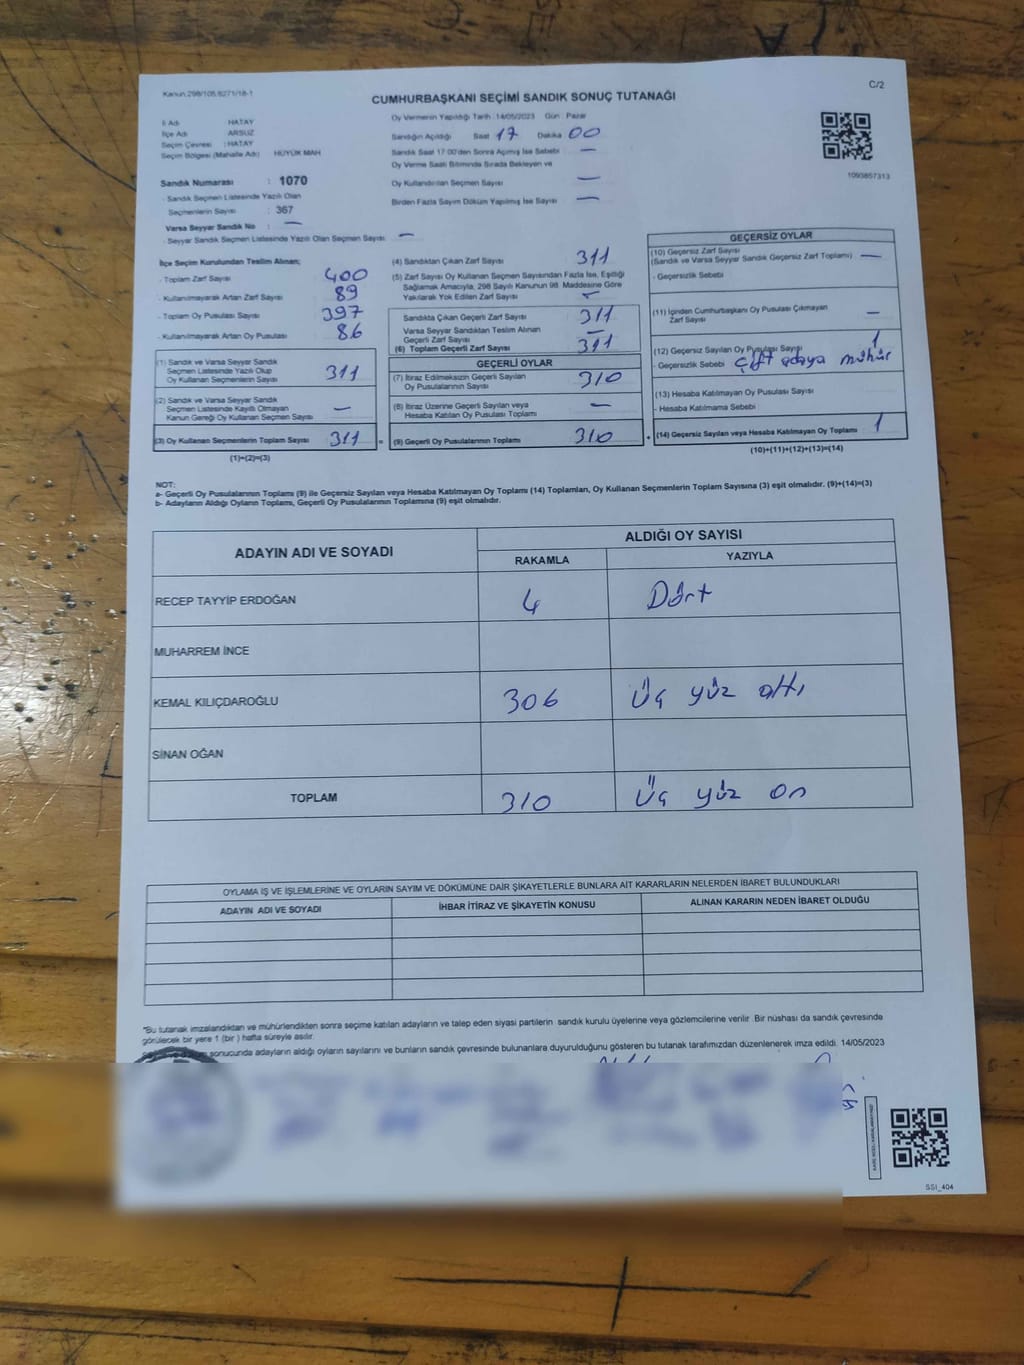 Kanun:298/105,6271/18-1
C/2
CUMHURBAŞKANI SEÇİMİ SANDIK SONUÇ TUTANAĞI
İl Adı : HATAY
İlçe Adı : ARSUZ
Seçim Çevresi : HATAY
Seçim Bölgesi (Mahalle Adı) : HÜYÜK MAH
Oy Vermenin Yapıldığı Tarih :14/05/2023 Gün : Pazar
Sandığın Açıldığı Saat 17 Dakika 00
Sandık Saat 17:00'den Sonra Açılmış İse Sebebi —
Oy Verme Saati Bitiminde Sırada Bekleyen ve
Oy Kullandırılan Seçmen Sayısı —
Birden Fazla Sayım Döküm Yapılmış İse Sayısı —
1093857313
Sandık Numarası : 1070
- Sandık Seçmen Listesinde Yazılı Olan
Seçmenlerin Sayısı : 367
Varsa Seyyar Sandık No : —
- Seyyar Sandık Seçmen Listesinde Yazılı Olan Seçmen Sayısı : —
İlçe Seçim Kurulundan Teslim Alınan;
- Toplam Zarf Sayısı 400
- Kullanılmayarak Artan Zarf Sayısı 89
- Toplam Oy Pusulası Sayısı 397
- Kullanılmayarak Artan Oy Pusulası 86
(1) Sandık ve Varsa Seyyar Sandık
Seçmen Listesinde Yazılı Olup
Oy Kullanan Seçmenlerin Sayısı 311
(2) Sandık ve Varsa Seyyar Sandık
Seçmen Listesinde Kayıtlı Olmayan
Kanun Gereği Oy Kullanan Seçmen Sayısı —
(3) Oy Kullanan Seçmenlerin Toplam Sayısı 311 =
(1)+(2)=(3)
(4) Sandıktan Çıkan Zarf Sayısı 311
(5) Zarf Sayısı Oy Kullanan Seçmen Sayısından Fazla İse, Eşitliği
Sağlamak Amacıyla, 298 Sayılı Kanunun 98. Maddesine Göre
Yakılarak Yok Edilen Zarf Sayısı —
Sandıkta Çıkan Geçerli Zarf Sayısı 311
Varsa Seyyar Sandıktan Teslim Alınan
Geçerli Zarf Sayısı —
(6) Toplam Geçerli Zarf Sayısı 311
GEÇERLİ OYLAR
(7) İtiraz Edilmeksizin Geçerli Sayılan
Oy Pusulalarının Sayısı 310
(8) İtiraz Üzerine Geçerli Sayılan veya
Hesaba Katılan Oy Pusulası Toplamı —
(9) Geçerli Oy Pusulalarının Toplamı 310 +
GEÇERSİZ OYLAR
(10) Geçersiz Zarf Sayısı
(Sandık ve Varsa Seyyar Sandık Geçersiz Zarf Toplamı) —
- Geçersizlik Sebebi
(11) İçinden Cumhurbaşkanı Oy Pusulası Çıkmayan
Zarf Sayısı —
(12) Geçersiz Sayılan Oy Pusulası Sayısı 1
- Geçersizlik Sebebi Çift adaya mühür
(13) Hesaba Katılmayan Oy Pusulası Sayısı
- Hesaba Katılmama Sebebi
(14) Geçersiz Sayılan veya Hesaba Katılmayan Oy Toplamı 1
(10)+(11)+(12)+(13)=(14)
NOT:
a- Geçerli Oy Pusulalarının Toplamı (9) ile Geçersiz Sayılan veya Hesaba Katılmayan Oy Toplamı (14) Toplamları, Oy Kullanan Seçmenlerin Toplam Sayısına (3) eşit olmalıdır. (9)+(14)=(3)
b- Adayların Aldığı Oyların Toplamı, Geçerli Oy Pusulalarının Toplamına (9) eşit olmalıdır.
ADAYIN ADI VE SOYADI
ALDIĞI OY SAYISI
RAKAMLA YAZIYLA
RECEP TAYYİP ERDOĞAN 4 Dört
MUHARREM İNCE
KEMAL KILIÇDAROĞLU 306 Üç yüz altı
SİNAN OĞAN
TOPLAM 310 Üç yüz on
OYLAMA İŞ VE İŞLEMLERİNE VE OYLARIN SAYIM VE DÖKÜMÜNE DAİR ŞİKAYETLERLE BUNLARA AİT KARARLARIN NELERDEN İBARET BULUNDUKLARI
ADAYIN ADI VE SOYADI İHBAR İTİRAZ VE ŞİKAYETİN KONUSU ALINAN KARARIN NEDEN İBARET OLDUĞU
"Bu tutanak imzalandıktan ve mühürlendikten sonra seçime katılan adayların ve talep eden siyasi partilerin sandık kurulu üyelerine veya gözlemcilerine verilir. Bir nüshası da sandık çevresinde
görülecek bir yere 1 (bir) hafta süreyle asılır.
sonucunda adayların aldığı oyların sayılarını ve bunların sandık çevresinde bulunanlara duyurulduğunu gösteren bu tutanak tarafımızdan düzenlenerek imza edildi. 14/05/2023
SSI_404